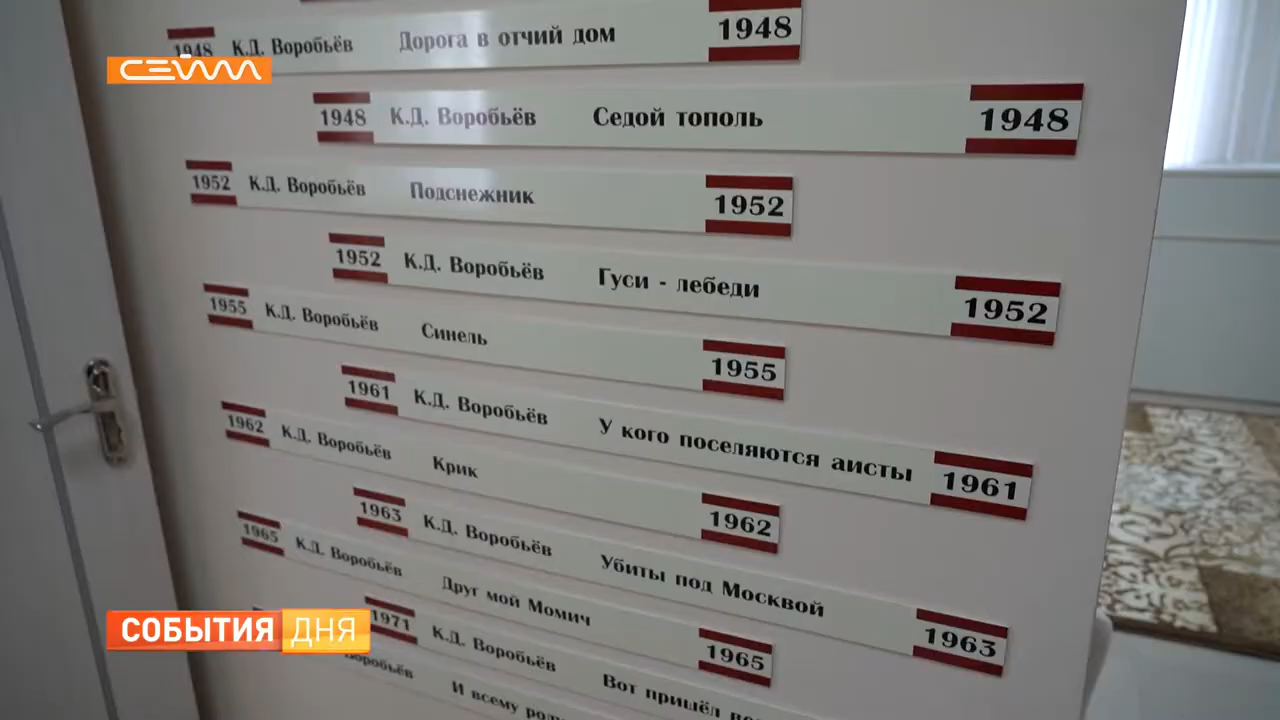 1948 К.Д. Воробьёв Дорога в отчий дом 1948
СЕЙМ
1948 К.Д. Воробьёв Седой тополь 1948
1952 К.Д. Воробьёв Подснежник 1952
1952 К.Д. Воробьёв Гуси - лебеди 1952
1955 К.Д. Воробьёв Синель 1955
1961 К.Д. Воробьёв У кого поселяются аисты 1961
1962 К.Д. Воробьёв Крик 1962
1963 К.Д. Воробьёв Убиты под Москвой 1963
1965 К.Д. Воробьёв Друг мой Момич 1965
СОБЫТИЯ ДНЯ
1971 К.Д. Воробьёв Вот пришёл
Воробьёв И всему